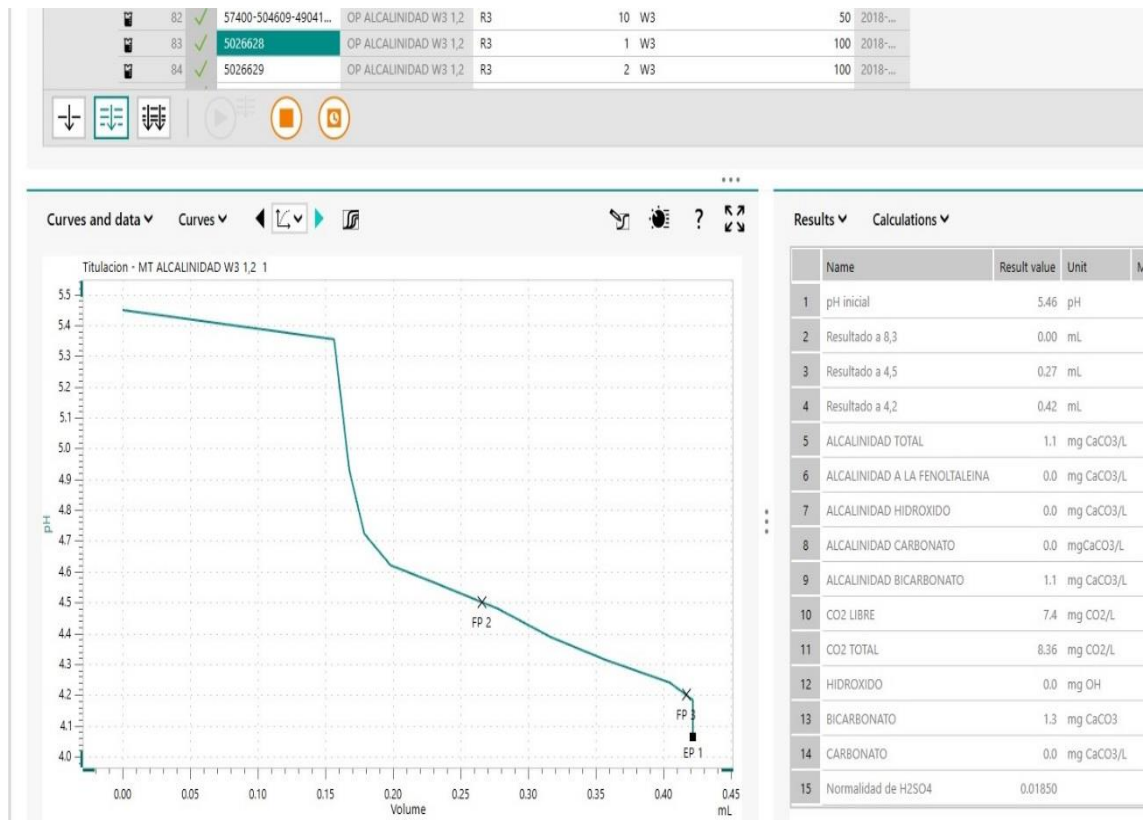 82 57400-504609-49041... OP ALCALINIDAD W3 1,2 R3 10 W3 50 2018-...
83 5026628 OP ALCALINIDAD W3 1,2 R3 1 W3 100 2018-...
84 5026629 OP ALCALINIDAD W3 1,2 R3 2 W3 100 2018-...
Curves and data Curves ?
Titulacion - MT ALCALINIDAD W3 1,2 1
5.5
5.4
5.3
5.2
5.1
5.0
4.9
4.8
4.7
4.6
4.5
4.4
4.3
4.2
4.1
4.0
pH
FP 2
FP 3
EP 1
0.00 0.05 0.10 0.15 0.20 0.25 0.30 0.35 0.40 0.45
Volume mL
Results Calculations
Name Result value Unit M
1 pH inicial 5.46 pH
2 Resultado a 8,3 0.00 mL
3 Resultado a 4,5 0.27 mL
4 Resultado a 4,2 0.42 mL
5 ALCALINIDAD TOTAL 1.1 mg CaCO3/L
6 ALCALINIDAD A LA FENOLTALEINA 0.0 mg CaCO3/L
7 ALCALINIDAD HIDROXIDO 0.0 mg CaCO3/L
8 ALCALINIDAD CARBONATO 0.0 mgCaCO3/L
9 ALCALINIDAD BICARBONATO 1.1 mg CaCO3/L
10 CO2 LIBRE 7.4 mg CO2/L
11 CO2 TOTAL 8.36 mg CO2/L
12 HIDROXIDO 0.0 mg OH
13 BICARBONATO 1.3 mg CaCO3
14 CARBONATO 0.0 mg CaCO3/L
15 Normalidad de H2SO4 0.01850